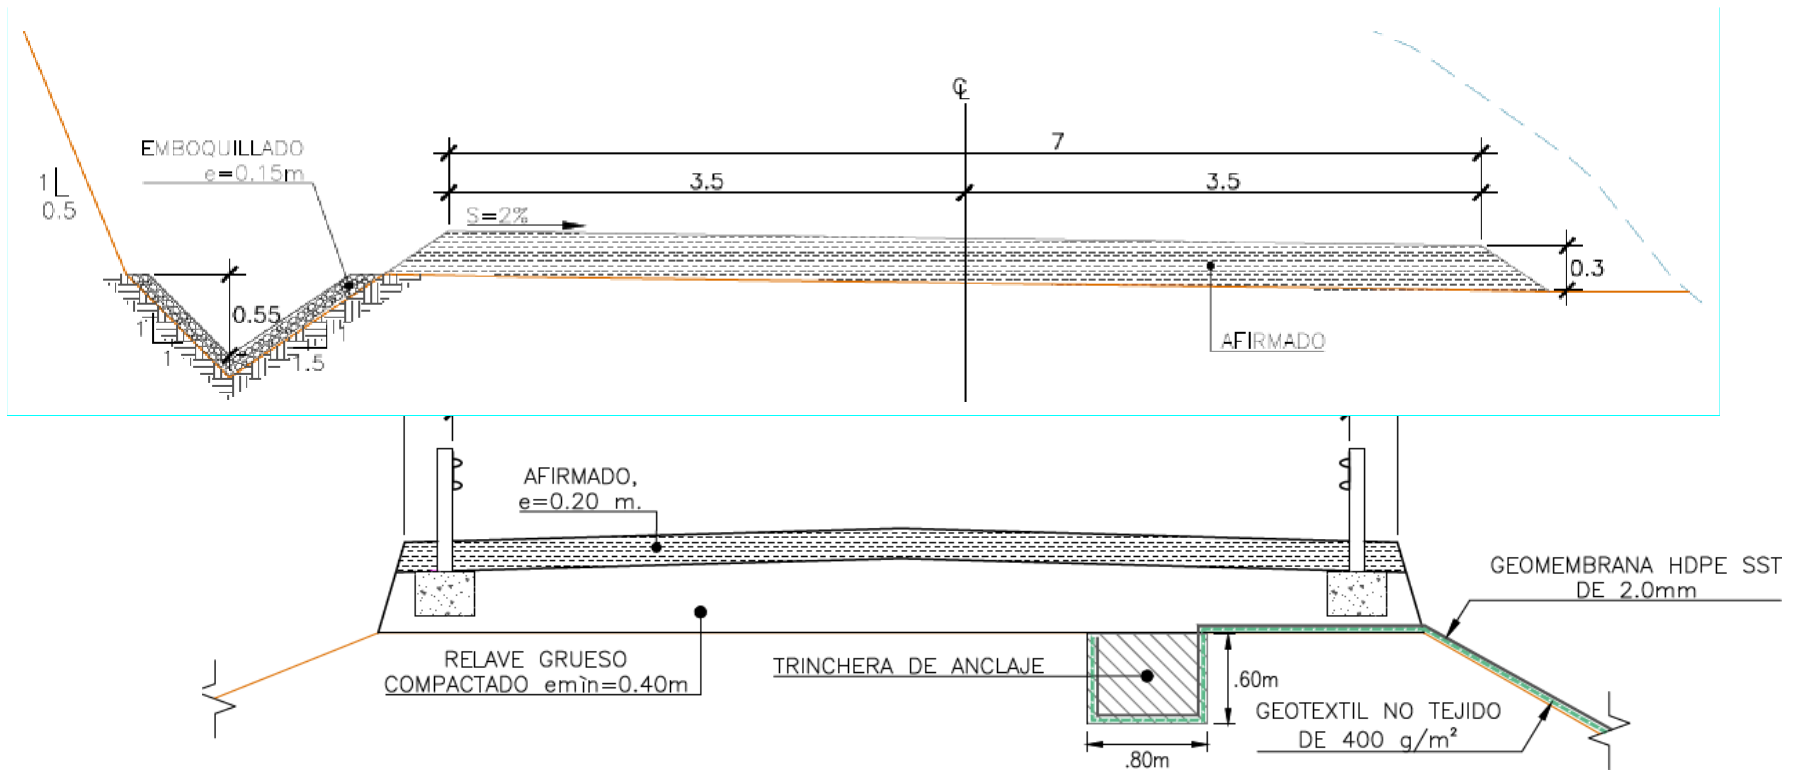 ℄
7
EMBOQUILLADO
e=0.15m
3.5
3.5
1
0.5
S=2%
0.3
0.55
1
1
1
1.5
AFIRMADO
AFIRMADO,
e=0.20 m.
GEOMEMBRANA HDPE SST
DE 2.0mm
RELAVE GRUESO
COMPACTADO emìn=0.40m
TRINCHERA DE ANCLAJE
.60m
GEOTEXTIL NO TEJIDO
DE 400 g/m²
.80m